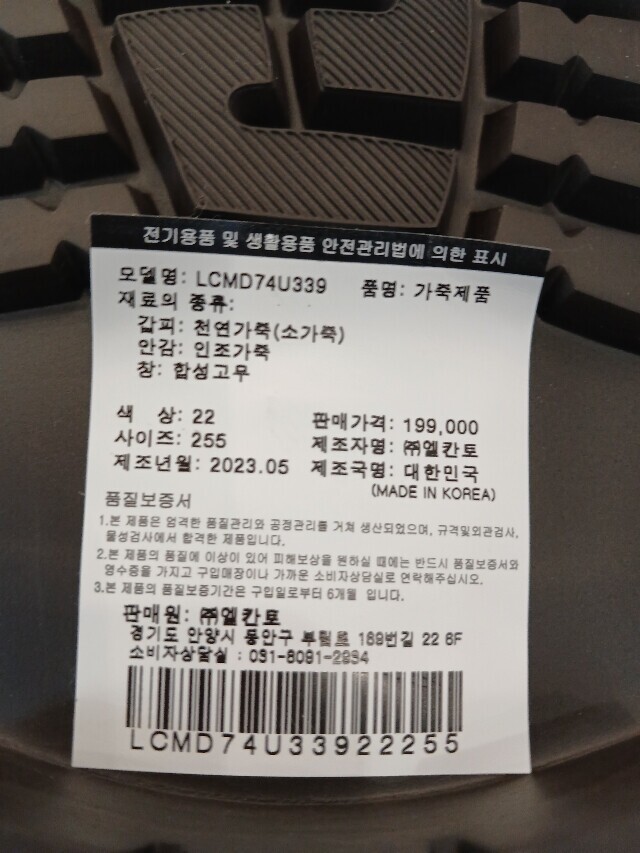 전기용품 및 생활용품 안전관리법에 의한 표시
모델명: LCMD74U339 품명: 가죽제품
재료의 종류:
갑피: 천연가죽(소가죽)
안감: 인조가죽
창: 합성고무
색 상: 22 판매가격: 199,000
사이즈: 255 제조자명: ㈜엘칸토
제조년월: 2023.05 제조국명: 대한민국
(MADE IN KOREA)
품질보증서
1.본 제품은 엄격한 품질관리와 공정관리를 거쳐 생산되었으며, 규격및외관검사,
물성검사에서 합격한 제품입니다.
2.본 제품의 품질에 이상이 있어 피해보상을 원하실 때에는 반드시 품질보증서와
영수증을 가지고 구입매장이나 가까운 소비자상담실로 연락해주십시오.
3.본 제품의 품질보증기간은 구입일로부터 6개월 입니다.
판매원: ㈜엘칸토
경기도 안양시 동안구 189번길 22 6F
소비자상담실 : 031-8091-2934
LCMD74U33922255